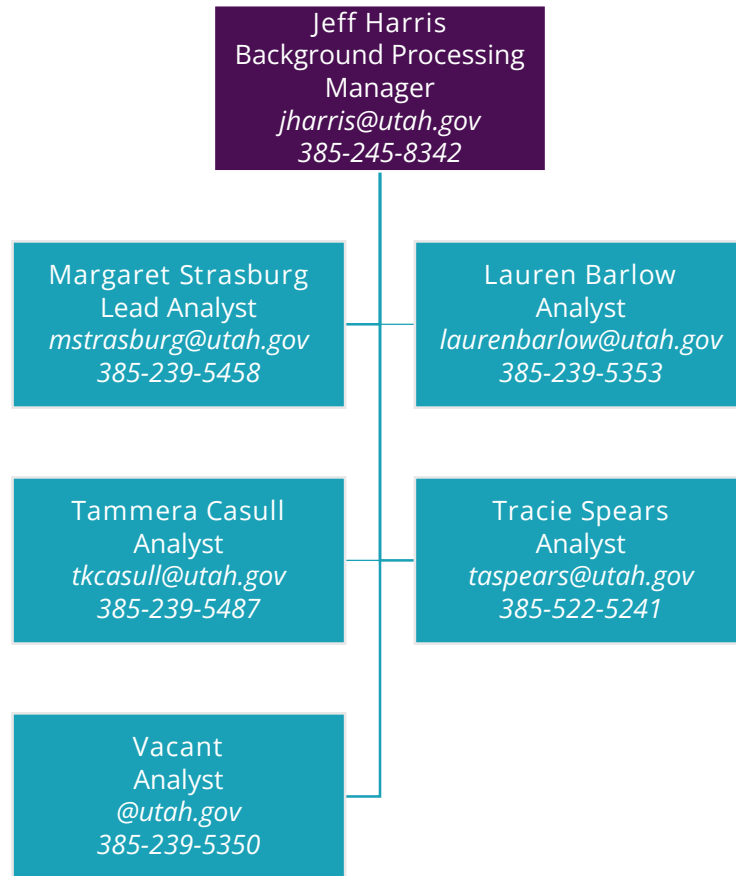 Jeff Harris
Background Processing
Manager
jharris@utah.gov
385-245-8342
Margaret Strasburg
Lead Analyst
mstrasburg@utah.gov
385-239-5458
Lauren Barlow
Analyst
laurenbarlow@utah.gov
385-239-5353
Tammera Casull
Analyst
tkcasull@utah.gov
385-239-5487
Tracie Spears
Analyst
taspears@utah.gov
385-522-5241
Vacant
Analyst
@utah.gov
385-239-5350